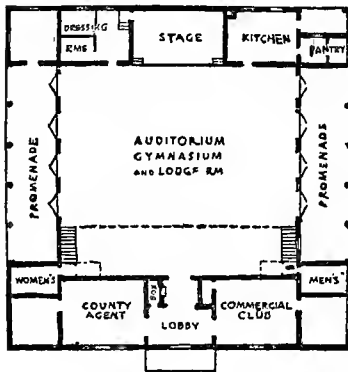 DRESSING
RMS
STAGE
KITCHEN
PANTRY
PROMENADE
AUDITORIUM
GYMNASIUM
AND LODGE RM
PROMENADE
WOMEN'S
MEN'S
COUNTY
AGENT
BOX
COMMERCIAL
CLUB
LOBBY